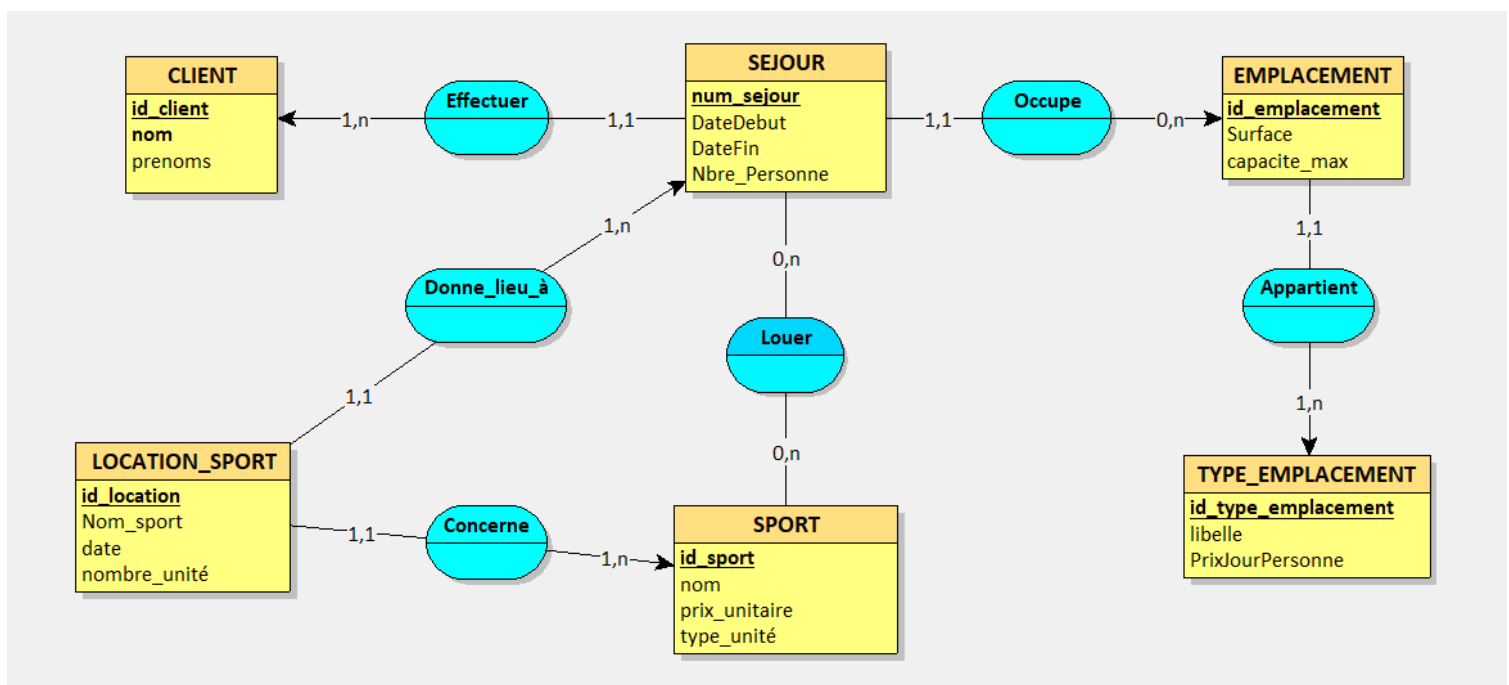 CLIENT
id_client
nom
prenoms
1,n
Effectuer
1,1
SEJOUR
num_sejour
DateDebut
DateFin
Nbre_Personne
1,1
Occupe
0,n
EMPLACEMENT
id_emplacement
Surface
capacite_max
1,n
Donne_lieu_à
1,1
0,n
Louer
0,n
1,1
Appartient
1,n
LOCATION_SPORT
id_location
Nom_sport
date
nombre_unité
1,1
Concerne
1,n
SPORT
id_sport
nom
prix_unitaire
type_unité
TYPE_EMPLACEMENT
id_type_emplacement
libelle
PrixJourPersonne